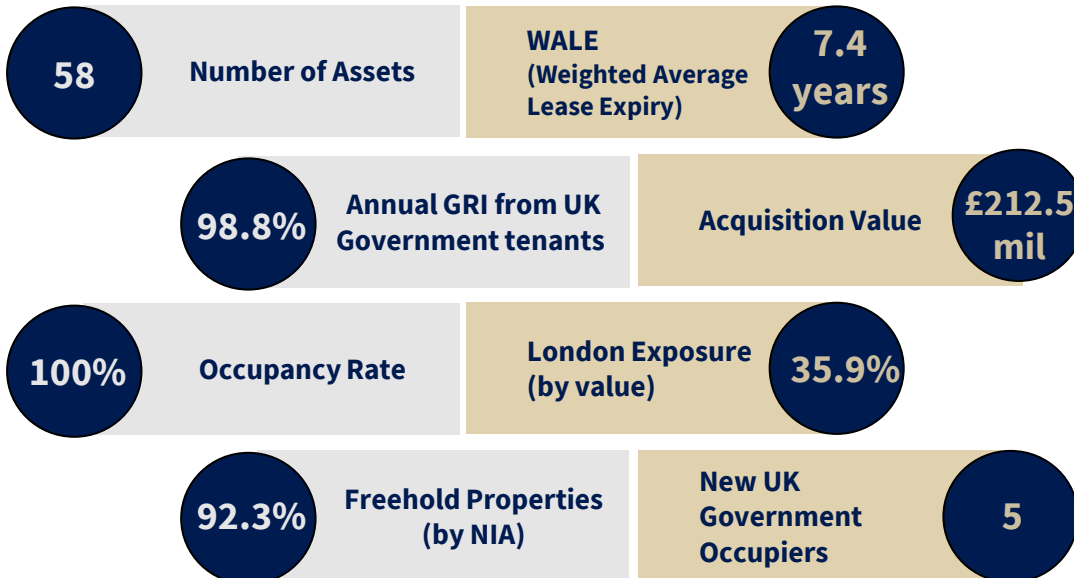 58
Number of Assets
WALE
(Weighted Average
Lease Expiry)
7.4
years
98.8%
Annual GRI from UK
Government tenants
Acquisition Value
£212.5
mil
100%
Occupancy Rate
London Exposure
(by value)
35.9%
92.3%
Freehold Properties
(by NIA)
New UK
Government
Occupiers
5